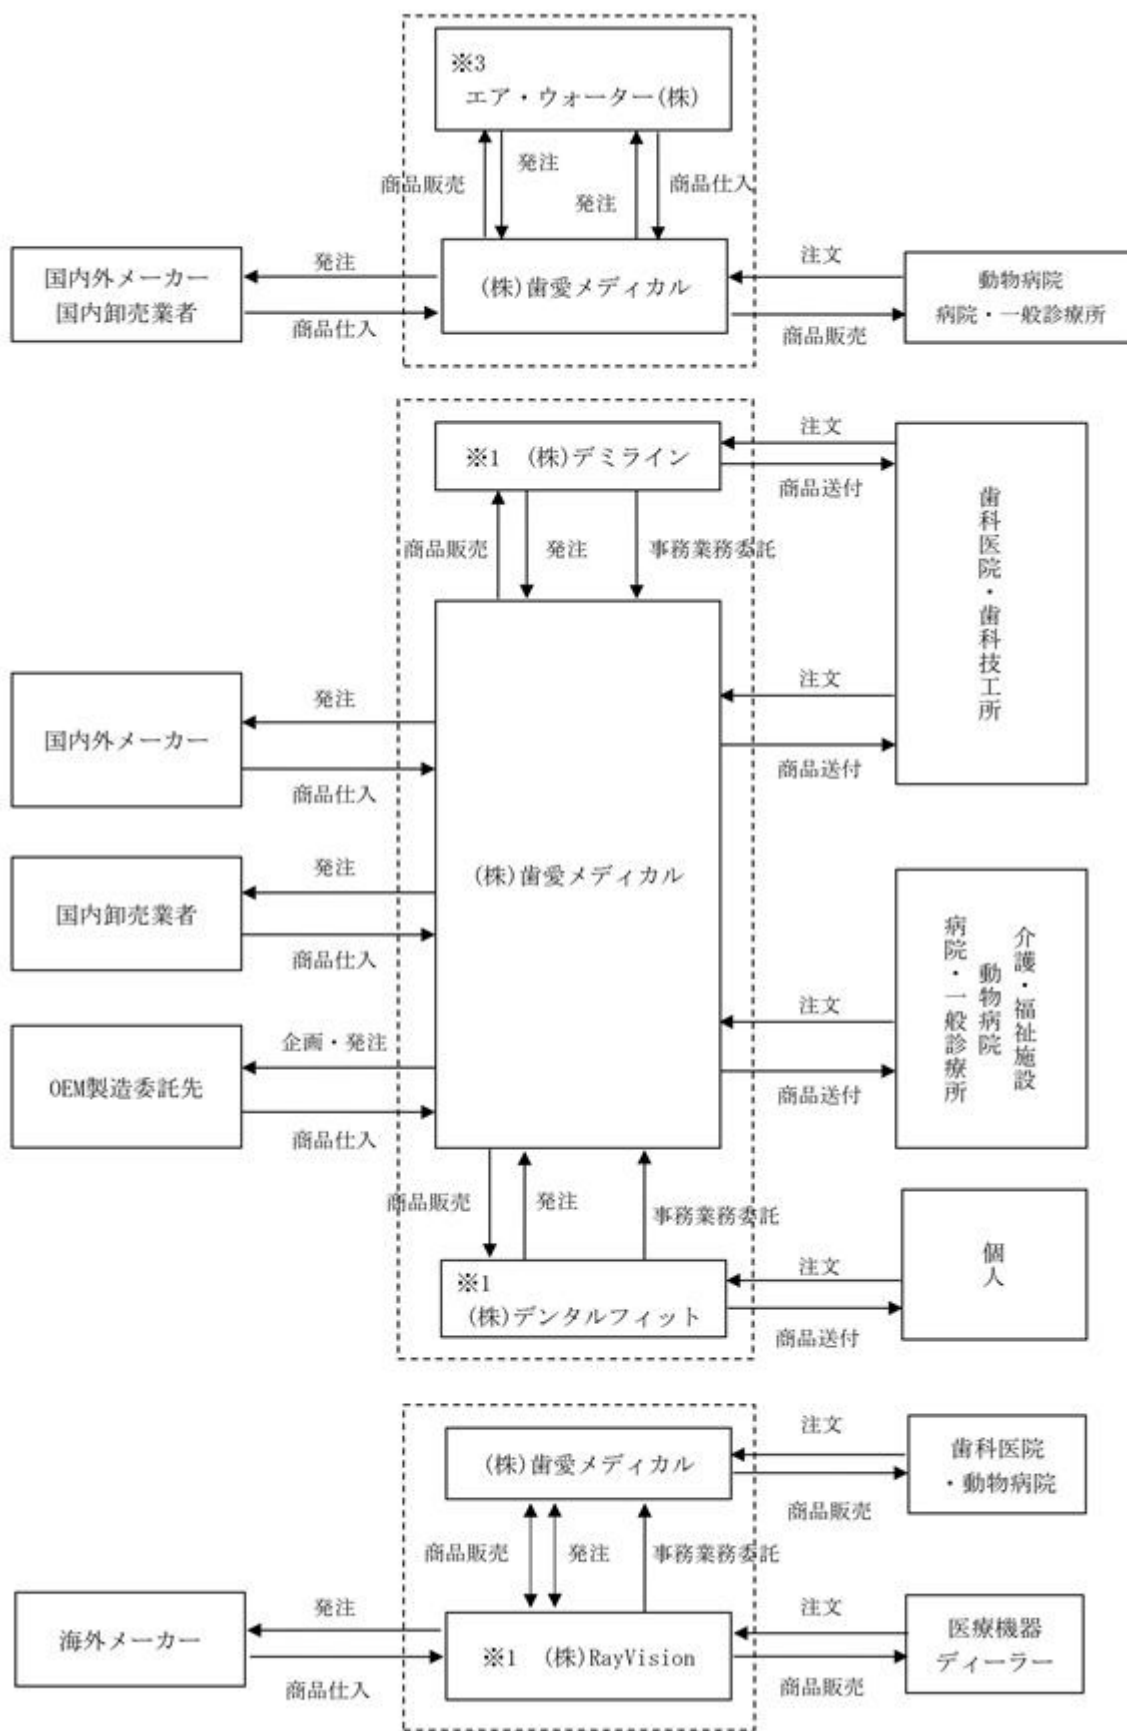 ※3
エア・ウォーター(株)
商品販売
発注
発注
商品仕入
国内外メーカー
国内卸売業者
発注
商品仕入
(株)歯愛メディカル
注文
商品販売
動物病院
病院・一般診療所
※1 (株)デミライン
注文
商品送付
商品販売
発注
事務業務委託
歯科医院・歯科技工所
国内外メーカー
発注
商品仕入
注文
商品送付
(株)歯愛メディカル
国内卸売業者
発注
商品仕入
介護・福祉施設
動物病院
病院・一般診療所
注文
商品送付
OEM製造委託先
企画・発注
商品仕入
商品販売
発注
事務業務委託
※1
(株)デンタルフィット
注文
商品送付
個人
(株)歯愛メディカル
注文
商品販売
歯科医院
・動物病院
商品販売
発注
事務業務委託
海外メーカー
発注
商品仕入
※1 (株)RayVision
注文
商品販売
医療機器
ディーラー